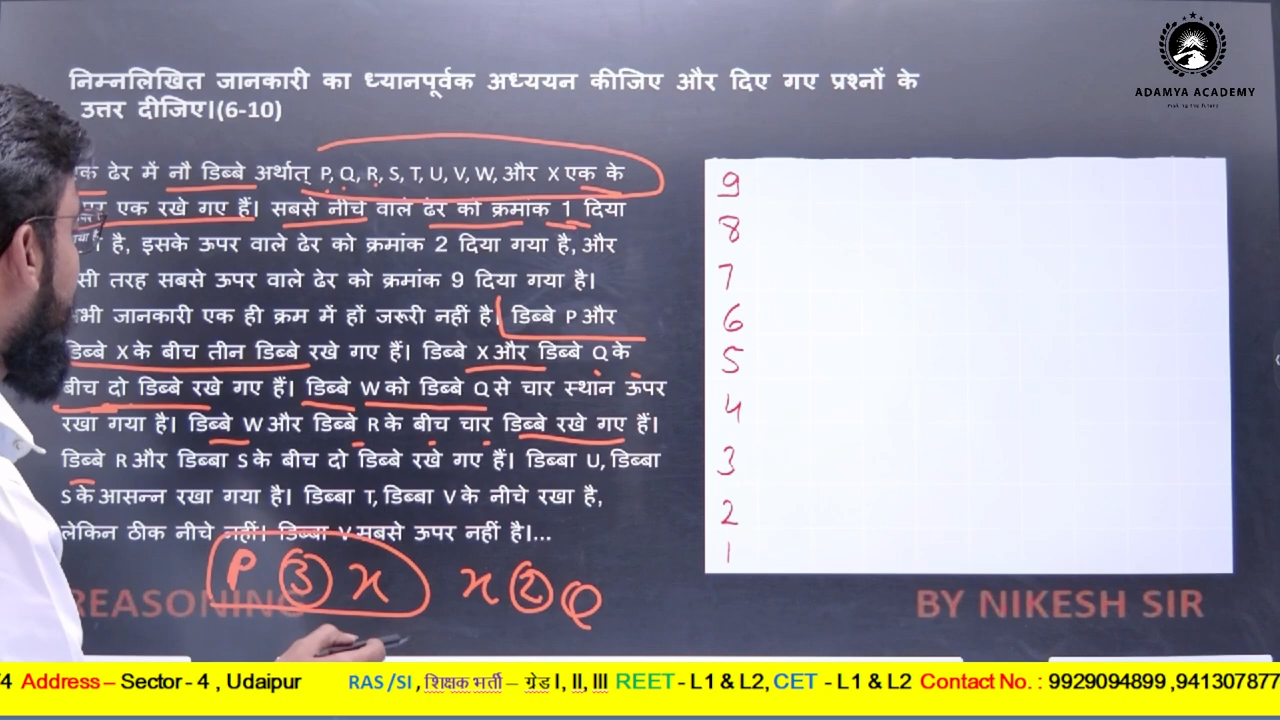 ADAMYA ACADEMY
निम्नलिखित जानकारी का ध्यानपूर्वक अध्ययन कीजिए और दिए गए प्रश्नों के
उत्तर दीजिए।(6-10)
ढेर में नौ डिब्बे अर्थात् P, Q, R, S, T, U, V, W, और X एक के
एक रखे गए हैं। सबसे नीचे वाले ढेर को क्रमांक 1 दिया
है, इसके ऊपर वाले ढेर को क्रमांक 2 दिया गया है, और
तरह सबसे ऊपर वाले ढेर को क्रमांक 9 दिया गया है।
जानकारी एक ही क्रम में हों जरूरी नहीं है। डिब्बे P और
डिब्बे X के बीच तीन डिब्बे रखे गए हैं। डिब्बे X और डिब्बे Q के
बीच दो डिब्बे रखे गए हैं। डिब्बे W को डिब्बे Q से चार स्थान ऊपर
रखा गया है। डिब्बे W और डिब्बे R के बीच चार डिब्बे रखे गए हैं।
डिब्बे R और डिब्बा S के बीच दो डिब्बे रखे गए हैं। डिब्बा U, डिब्बा
S के आसन्न रखा गया है। डिब्बा T, डिब्बा V के नीचे रखा है,
लेकिन ठीक नीचे नहीं। डिब्बा V सबसे ऊपर नहीं है।...
9
8
7
6
5
4
3
2
1
P 3 x x 2 Q
REASONING BY NIKESH SIR
Address – Sector - 4 , Udaipur RAS /SI , शिक्षक भर्ती – ग्रेड I, II, III REET - L1 & L2, CET - L1 & L2 Contact No. : 9929094899 ,941307877